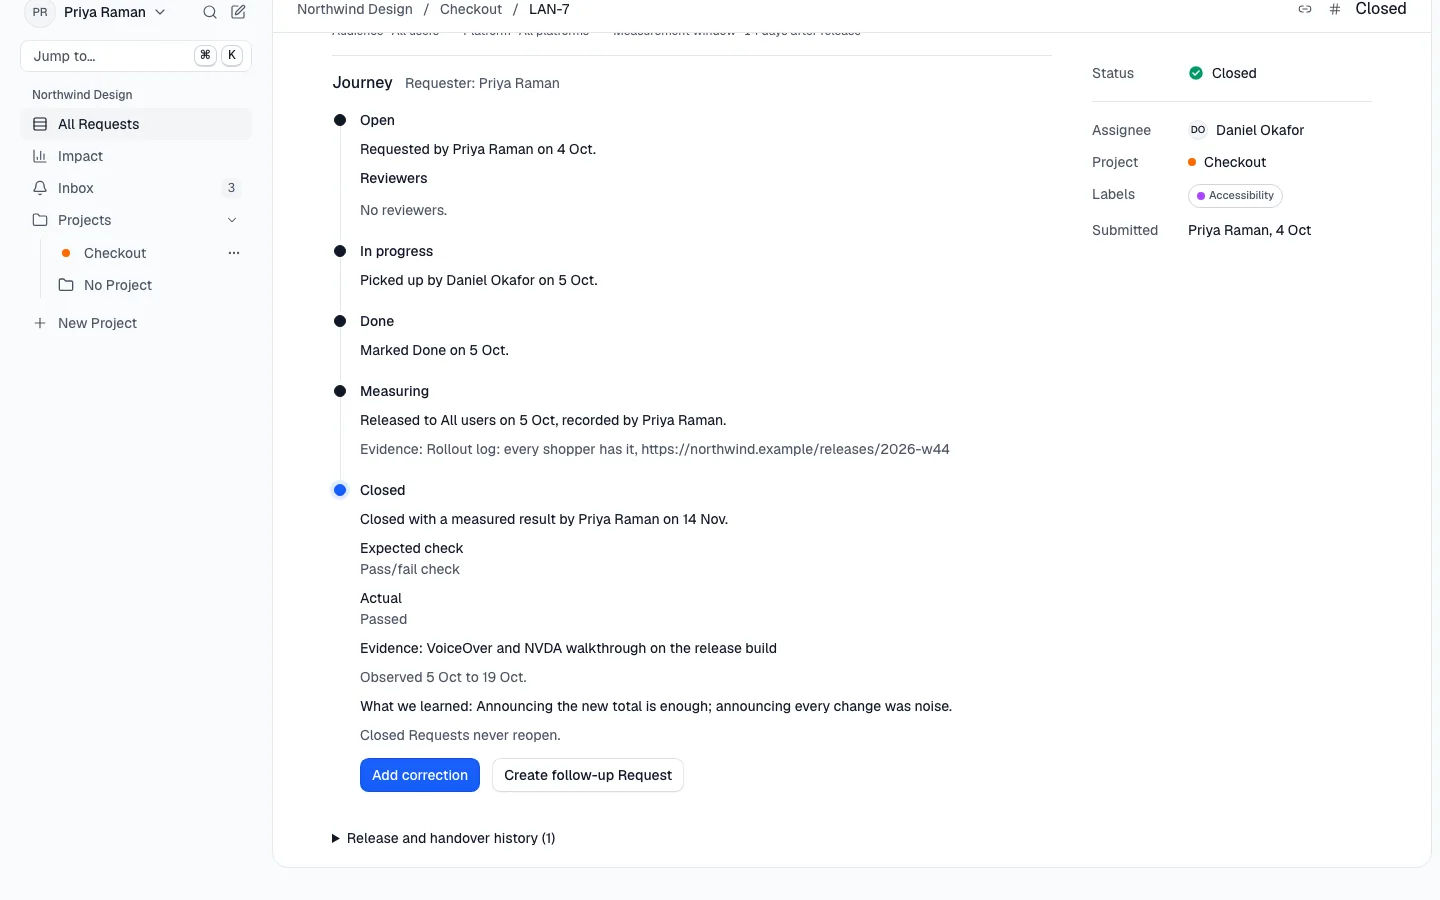 PR Priya Raman
Jump to... ⌘ K
Northwind Design
All Requests
Impact
Inbox 3
Projects
Checkout
No Project
New Project
Northwind Design / Checkout / LAN-7
Closed
Journey Requester: Priya Raman
Open
Requested by Priya Raman on 4 Oct.
Reviewers
No reviewers.
In progress
Picked up by Daniel Okafor on 5 Oct.
Done
Marked Done on 5 Oct.
Measuring
Released to All users on 5 Oct, recorded by Priya Raman.
Evidence: Rollout log: every shopper has it, https://northwind.example/releases/2026-w44
Closed
Closed with a measured result by Priya Raman on 14 Nov.
Expected check
Pass/fail check
Actual
Passed
Evidence: VoiceOver and NVDA walkthrough on the release build
Observed 5 Oct to 19 Oct.
What we learned: Announcing the new total is enough; announcing every change was noise.
Closed Requests never reopen.
Add correction
Create follow-up Request
Release and handover history (1)
Status Closed
Assignee DO Daniel Okafor
Project Checkout
Labels Accessibility
Submitted Priya Raman, 4 Oct